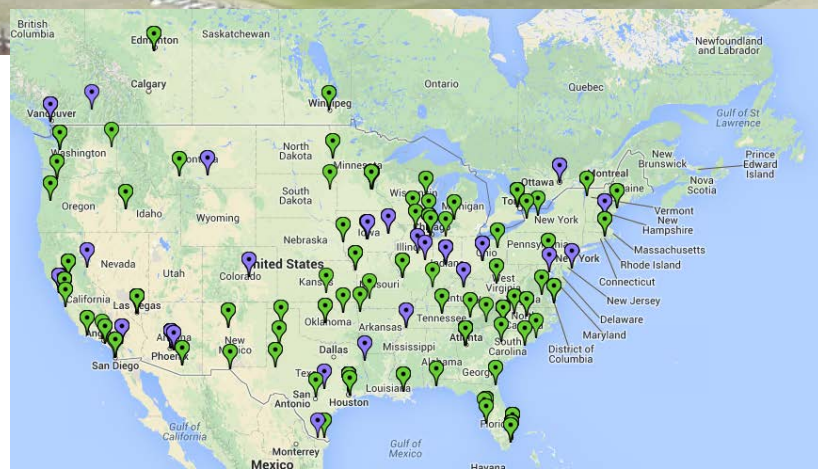 British
Columbia
Edmonton
Saskatchewan
Newfoundland
and Labrador
Calgary
Ontario
Quebec
Vancouver
Winnipeg
Gulf of St
Lawrence
Washington
Montana
North
Dakota
Minnesota
Ottawa
Montreal
New
Brunswick
Prince
Edward
Island
Nova
Scotia
Maine
Oregon
Idaho
South
Dakota
Wisconsin
Michigan
New York
Vermont
New
Hampshire
Wyoming
Nebraska
Iowa
Illinois
Indiana
Ohio
Pennsylvania
New York
Massachusetts
Rhode Island
Connecticut
New Jersey
Delaware
Maryland
District of
Columbia
Nevada
Utah
Colorado
United States
Kansas
Missouri
West
Virginia
California
Las Vegas
Oklahoma
Arkansas
Tennessee
North
Carolina
Arizona
Phoenix
New
Mexico
Dallas
Mississippi
Atlanta
South
Carolina
San Diego
Alabama
Georgia
Texas
San
Antonio
Houston
Louisiana
Gulf of
California
Monterrey
Gulf of
Mexico
Florida
Havana
Mexico